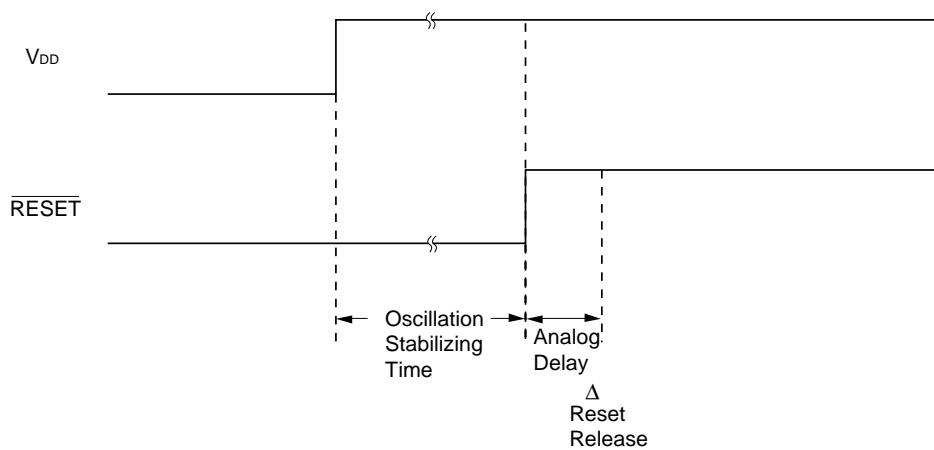 VDD
RESET
Oscillation
Stabilizing
Time
Analog
Delay
Δ
Reset
Release